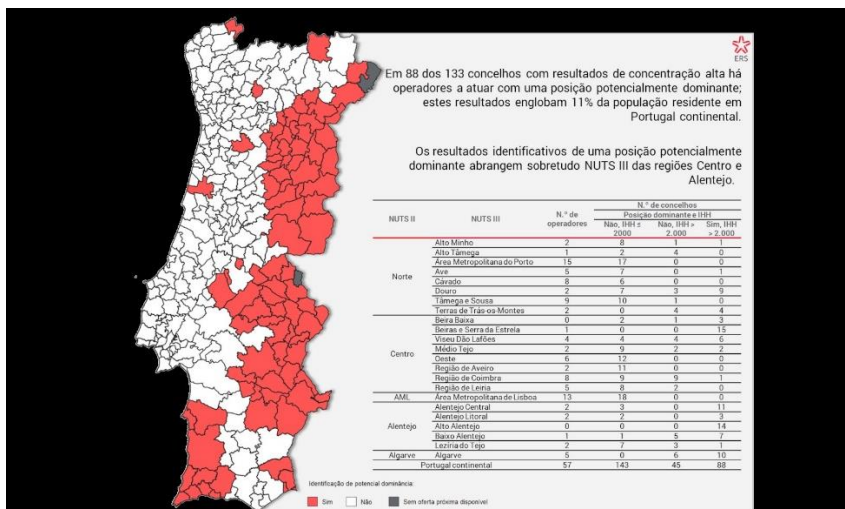 ERS
Em 88 dos 133 concelhos com resultados de concentração alta há
operadores a atuar com uma posição potencialmente dominante;
estes resultados englobam 11% da população residente em
Portugal continental.
Os resultados identificativos de uma posição potencialmente
dominante abrangem sobretudo NUTS III das regiões Centro e
Alentejo.
N.º de concelhos
NUTS II NUTS III N.º de operadores Posição dominante e IHH
Não, IHH ≤ 2000 Não, IHH > 2.000 Sim, IHH > 2.000
Norte
Alto Minho 2 8 1 1
Alto Tâmega 1 2 4 0
Área Metropolitana do Porto 15 17 0 0
Ave 5 7 0 1
Cávado 8 6 0 0
Douro 2 7 3 9
Tâmega e Sousa 9 10 1 0
Terras de Trás-os-Montes 2 0 4 4
Centro
Beira Baixa 0 2 1 3
Beiras e Serra da Estrela 1 0 0 15
Viseu Dão Lafões 4 4 4 6
Médio Tejo 2 9 2 2
Oeste 6 12 0 0
Região de Aveiro 2 11 0 0
Região de Coimbra 8 9 9 1
Região de Leiria 5 8 2 0
AML Área Metropolitana de Lisboa 13 18 0 0
Alentejo
Alentejo Central 2 3 0 11
Alentejo Litoral 2 2 0 3
Alto Alentejo 0 0 0 14
Baixo Alentejo 1 1 5 7
Lezíria do Tejo 2 7 3 1
Algarve Algarve 5 0 6 10
Portugal continental 57 143 45 88
Identificação de potencial dominância:
Sim Não Sem oferta próxima disponível